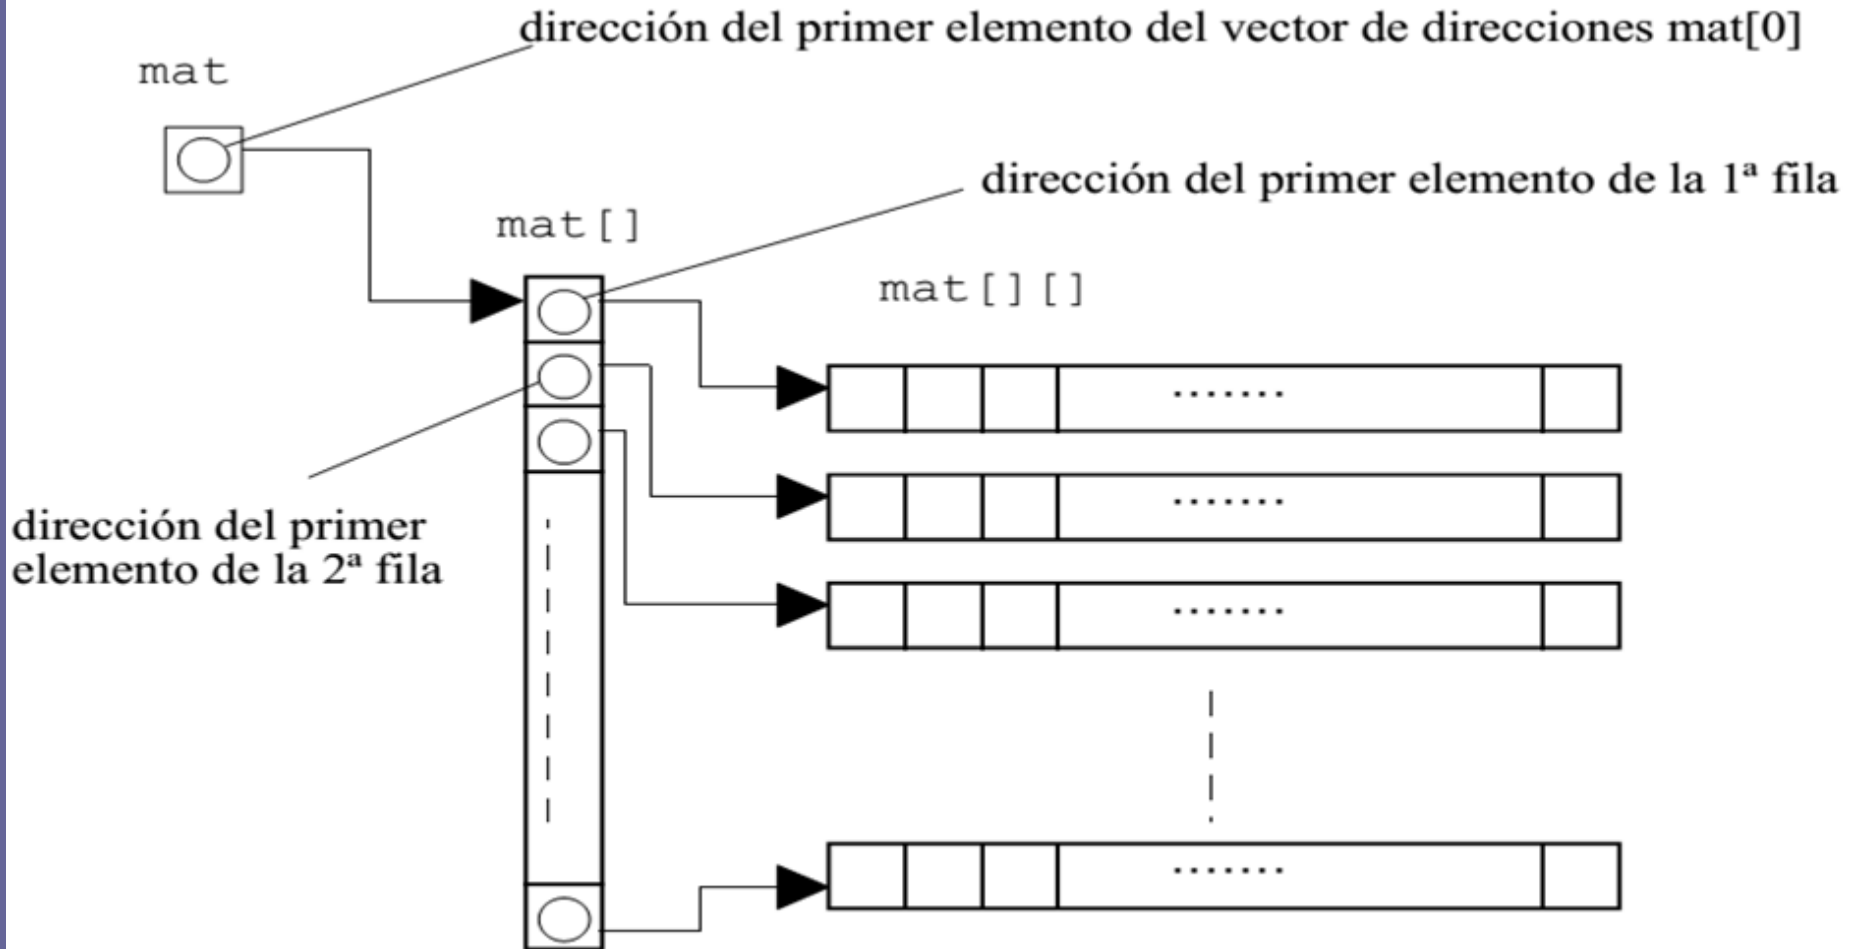 dirección del primer elemento del vector de direcciones mat[0]
mat
dirección del primer elemento de la 1ª fila
mat[]
mat[][]
dirección del primer
elemento de la 2ª fila